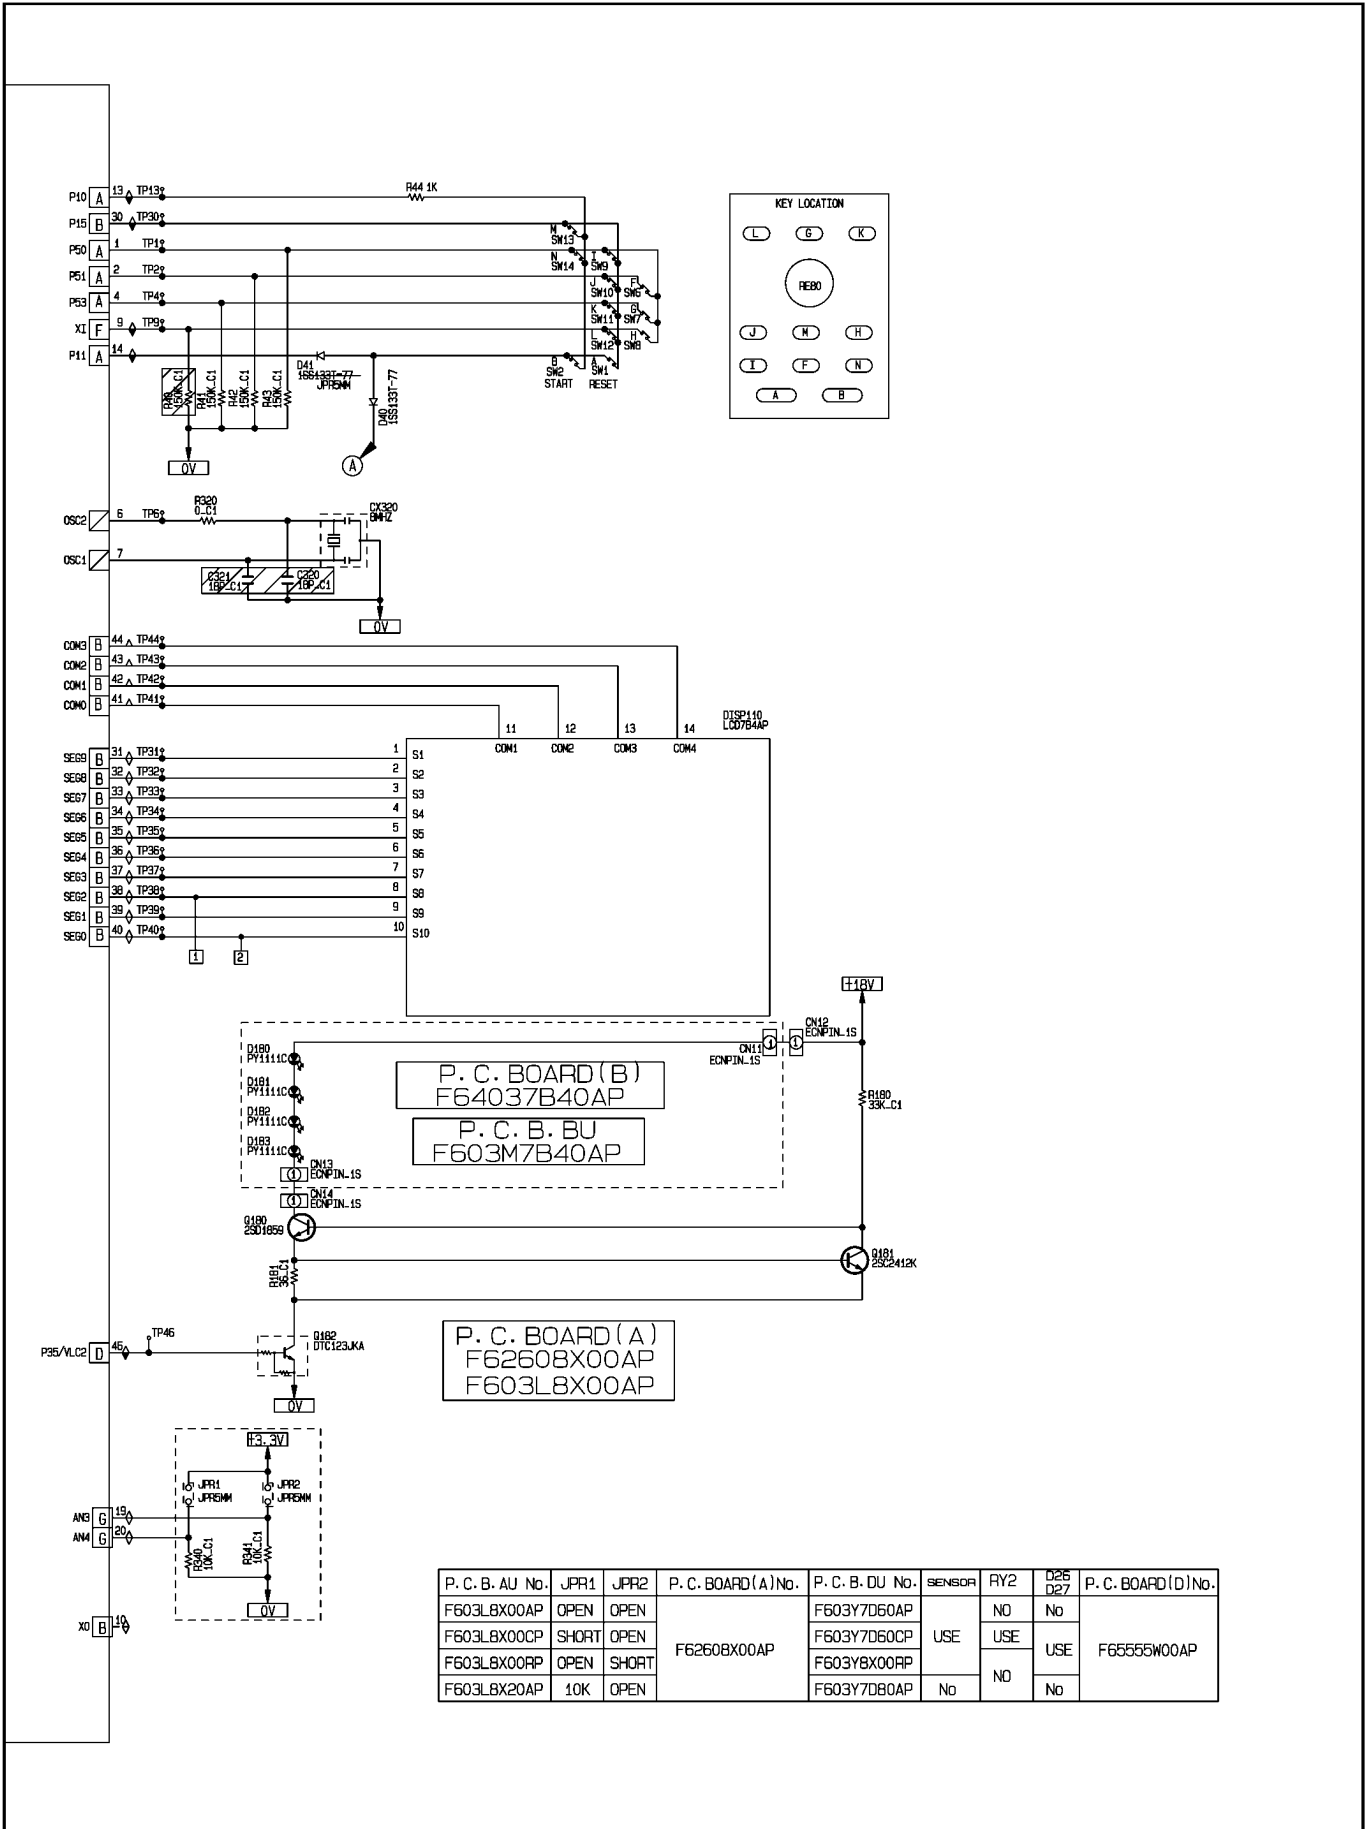 P10 A 13 TP13 R44 1K
P15 B 30 TP30
P50 A 1 TP1
P51 A 2 TP2
P53 A 4 TP4
XI F 9 TP9
P11 A 14
M
SW13
N
SW14
I
SW9
J
SW10
F
SW6
K
SW11
G
SW7
L
SW12
H
SW8
B
SW2
START
A
SW1
RESET
D41
1SS133T-77
JPR5MM
D40
1SS133T-77
R40
150K_C1
R41
150K_C1
R42
150K_C1
R43
150K_C1
0V
A
KEY LOCATION
L G K
RE80
J M H
I F N
A B
OSC2 6 TP6
R320
0_C1
CX320
8MHZ
OSC1 7
C321
18P_C1
C320
18P_C1
0V
COM3 B 44 TP44
COM2 B 43 TP43
COM1 B 42 TP42
COM0 B 41 TP41
DISP110
LCD7B4AP
11 12 13 14
COM1 COM2 COM3 COM4
SEG9 B 31 TP31 1 S1
SEG8 B 32 TP32 2 S2
SEG7 B 33 TP33 3 S3
SEG6 B 34 TP34 4 S4
SEG5 B 35 TP35 5 S5
SEG4 B 36 TP36 6 S6
SEG3 B 37 TP37 7 S7
SEG2 B 38 TP38 8 S8
SEG1 B 39 TP39 9 S9
SEG0 B 40 TP40 10 S10
1 2
+18V
CN12
ECNPIN_1S
1
CN11
ECNPIN_1S
1
D180
PY1111C
D181
PY1111C
D182
PY1111C
D183
PY1111C
P.C.BOARD(B)
F64037B40AP
P.C.B.BU
F603M7B40AP
R180
33K_C1
CN13
ECNPIN_1S
1
CN14
ECNPIN_1S
1
Q180
2SD1859
Q181
2SC2412K
R181
36_C1
P35/VLC2 D 46 TP46
Q182
DTC123JKA
0V
P.C.BOARD(A)
F62608X00AP
F603L8X00AP
+3.3V
JPR1
JPR5MM
JPR2
JPR5MM
AN3 G 19
AN4 G 20
R340
10K_C1
R341
10K_C1
0V
X0 B 10
P.C.B.AU No. JPR1 JPR2 P.C.BOARD(A)No. P.C.B.DU No. SENSOR RY2 D26 D27 P.C.BOARD(D)No.
F603L8X00AP OPEN OPEN F62608X00AP F603Y7D60AP USE NO No F65555W00AP
F603L8X00CP SHORT OPEN F603Y7D60CP USE USE
F603L8X00RP OPEN SHORT F603Y8X00RP NO
F603L8X20AP 10K OPEN F603Y7D80AP No No